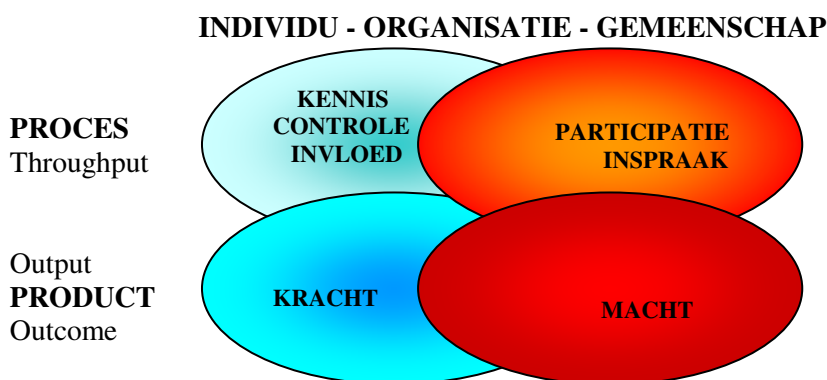 INDIVIDU - ORGANISATIE - GEMEENSCHAP
PROCES
Throughput
KENNIS
CONTROLE
INVLOED
PARTICIPATIE
INSPRAAK
Output
PRODUCT
Outcome
KRACHT
MACHT